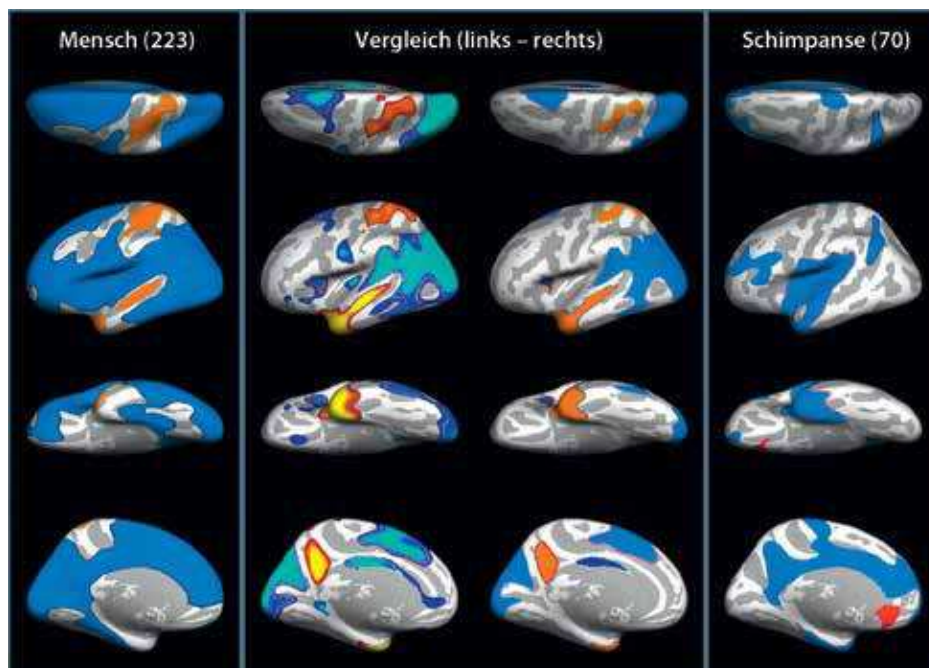 Mensch (223)
Vergleich (links – rechts)
Schimpanse (70)